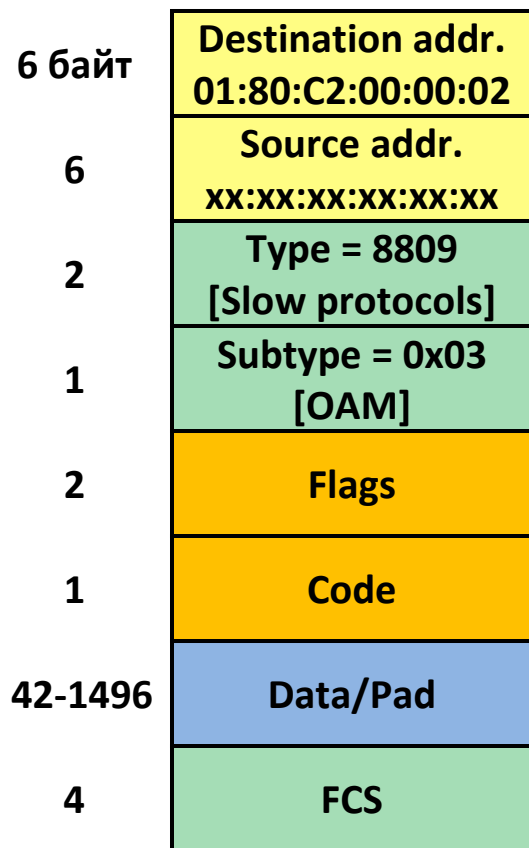 6 байт
Destination addr.
01:80:C2:00:00:02
6
Source addr.
xx:xx:xx:xx:xx:xx
2
Type = 8809
[Slow protocols]
1
Subtype = 0x03
[OAM]
2
Flags
1
Code
42-1496
Data/Pad
4
FCS